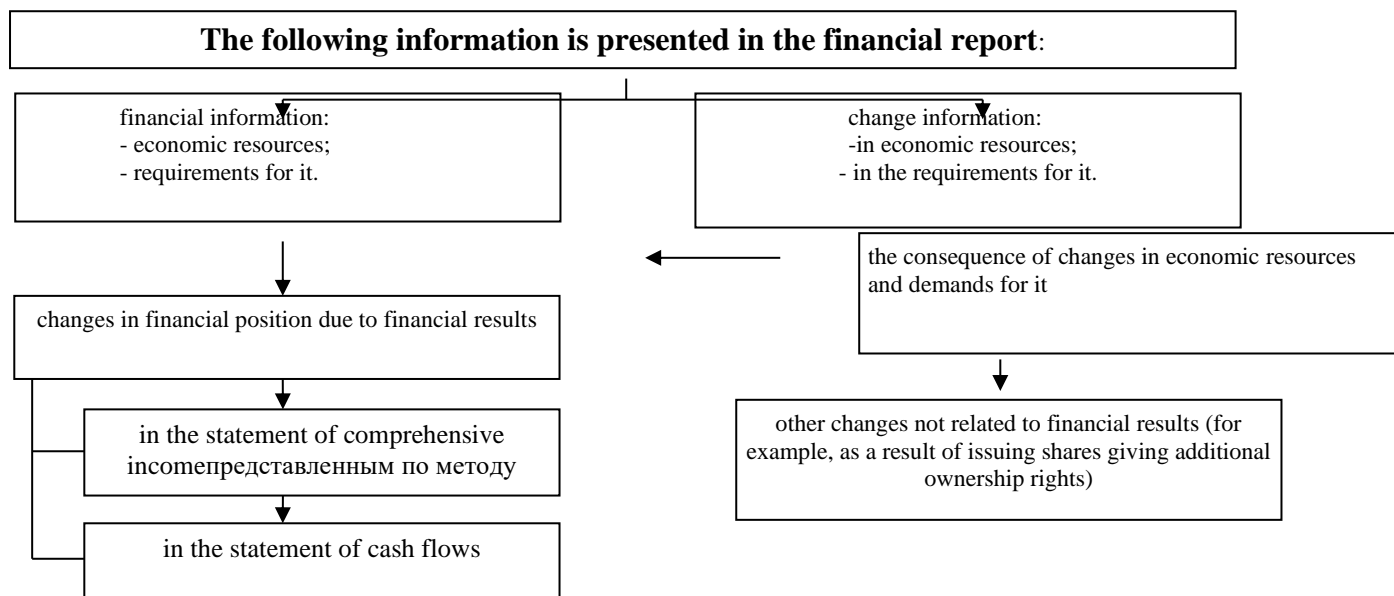 The following information is presented in the financial report:
financial information:
- economic resources;
- requirements for it.
change information:
-in economic resources;
- in the requirements for it.
the consequence of changes in economic resources
and demands for it
changes in financial position due to financial results
in the statement of comprehensive
incomeпредставленным по методу
in the statement of cash flows
other changes not related to financial results (for
example, as a result of issuing shares giving additional
ownership rights)